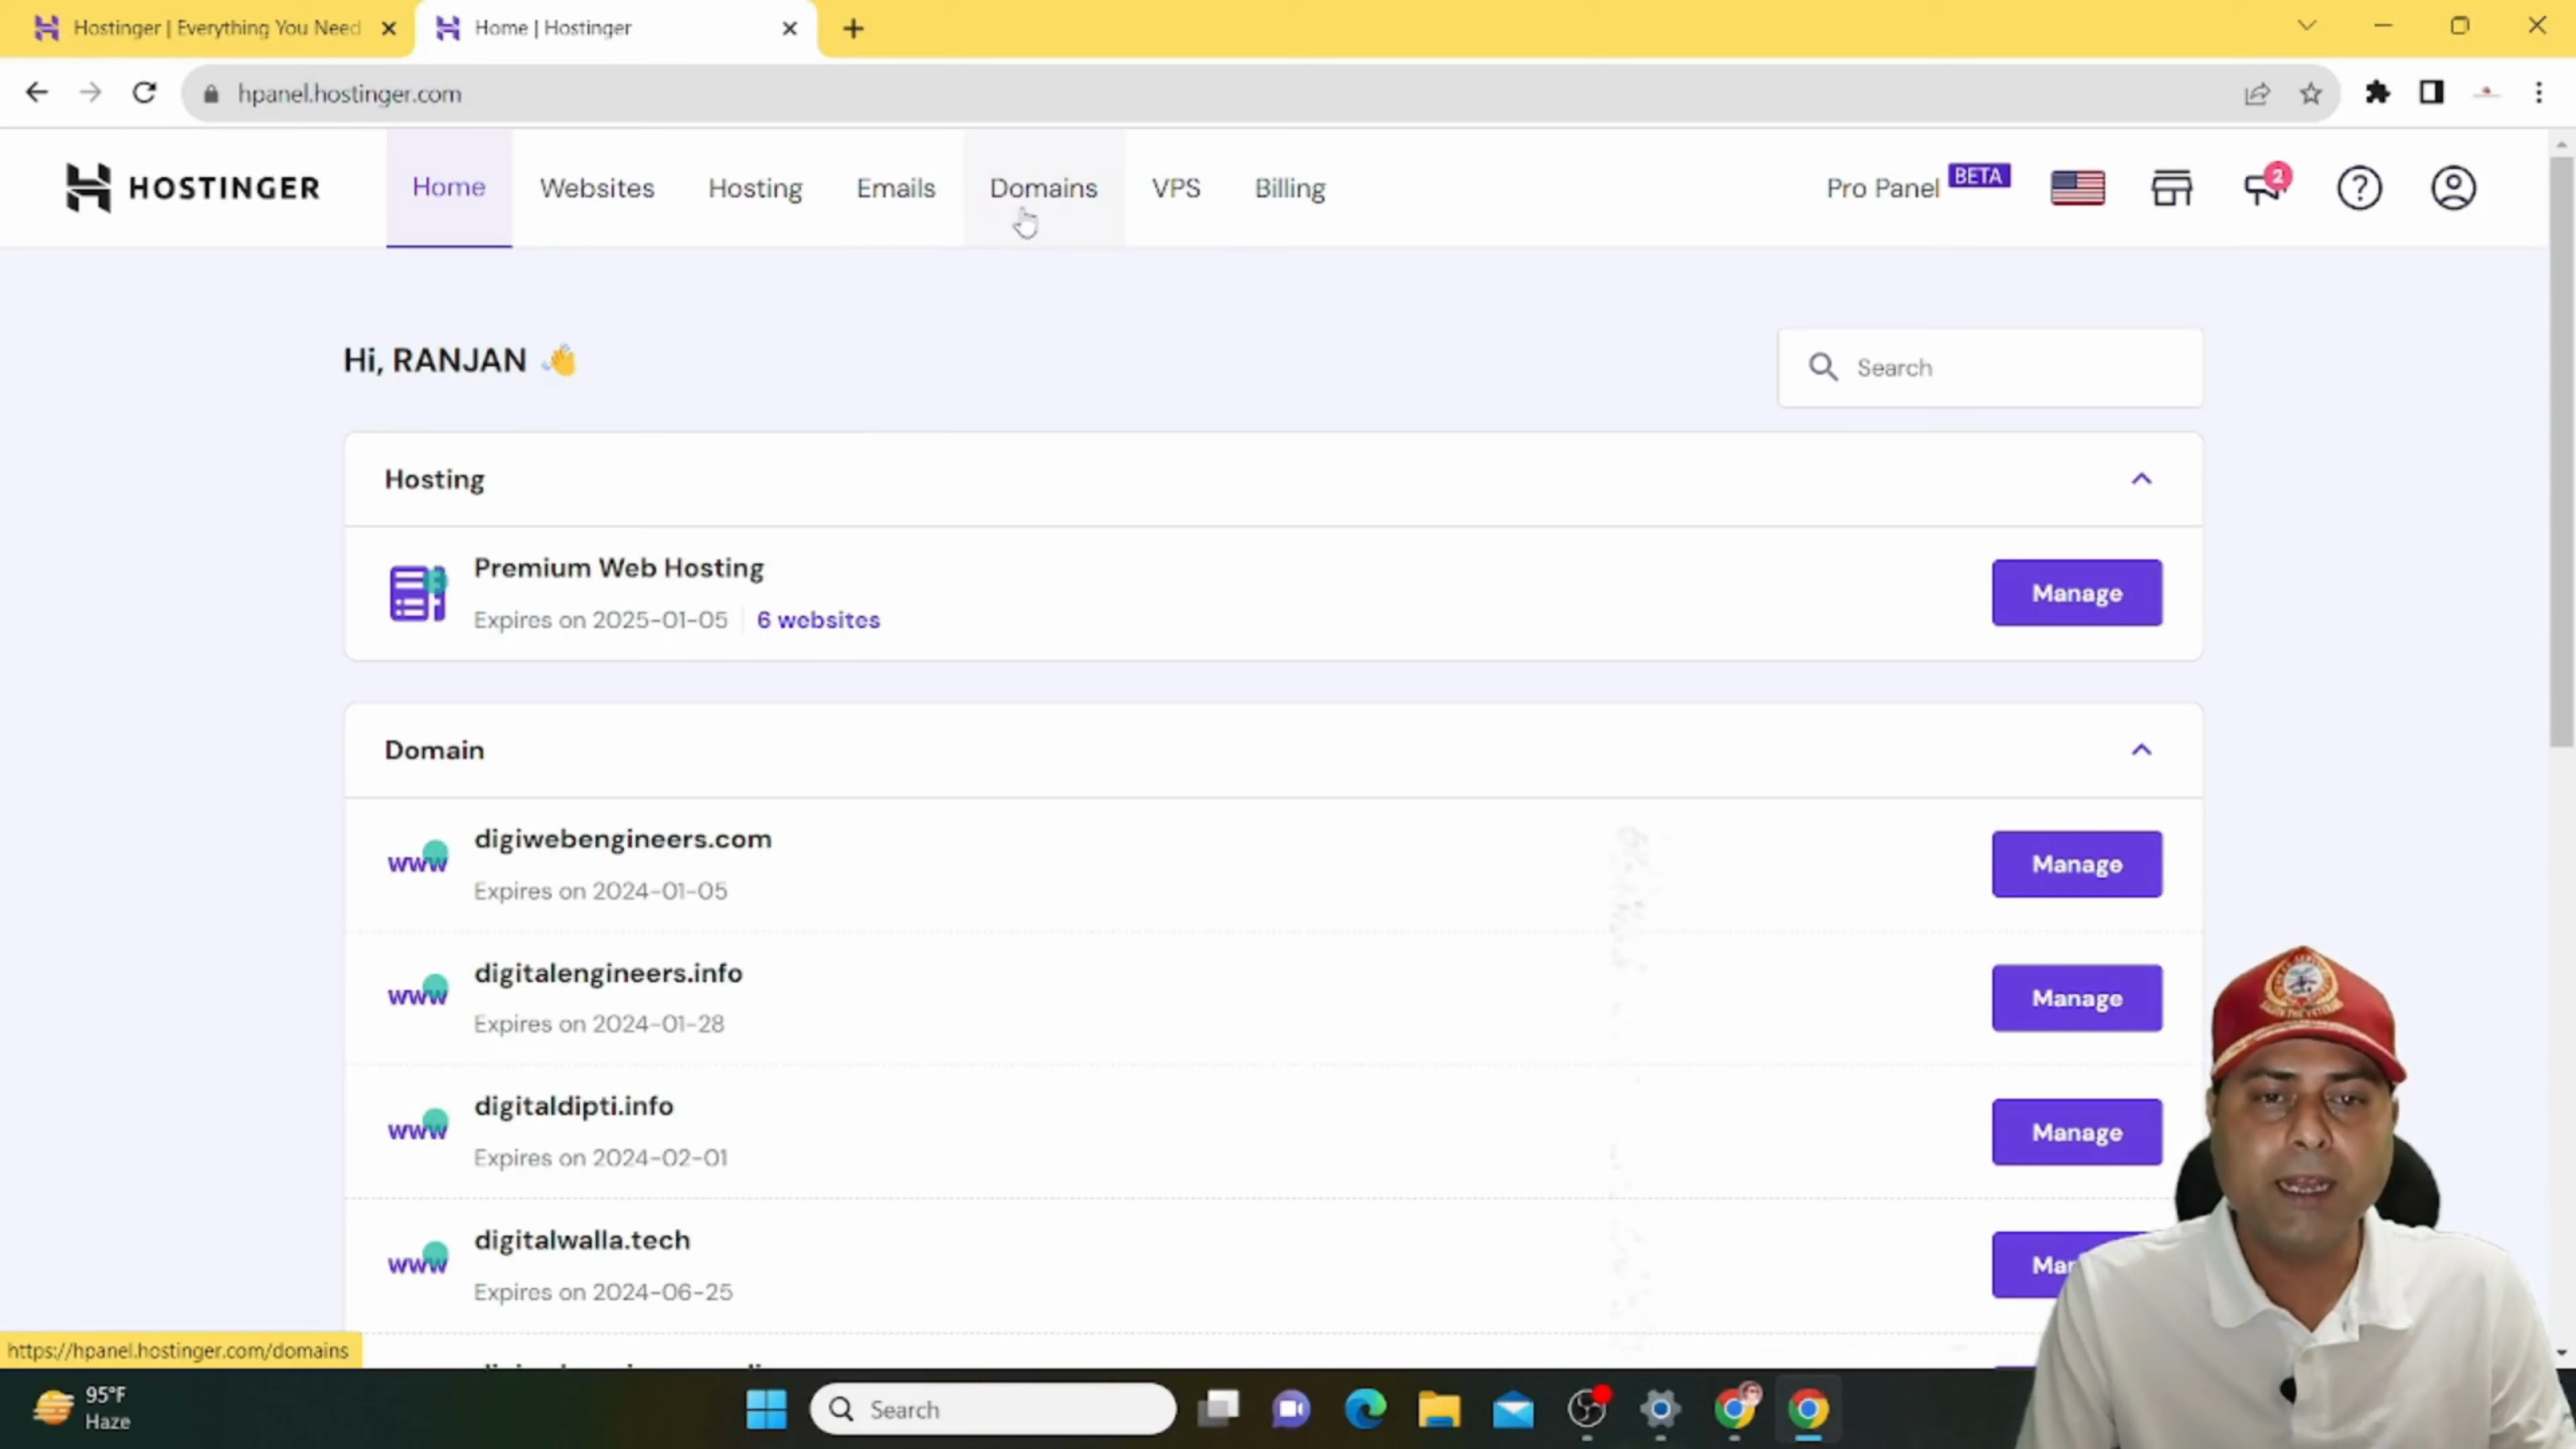 Hostinger | Everything You Need
Home | Hostinger
hpanel.hostinger.com
HOSTINGER
Home
Websites
Hosting
Emails
Domains
VPS
Billing
Pro Panel BETA
2
Hi, RANJAN
Search
Hosting
Premium Web Hosting
Expires on 2025-01-05
6 websites
Manage
Domain
www
digiwebengineers.com
Expires on 2024-01-05
Manage
www
digitalengineers.info
Expires on 2024-01-28
Manage
www
digitaldipti.info
Expires on 2024-02-01
Manage
www
digitalwalla.tech
Expires on 2024-06-25
https://hpanel.hostinger.com/domains
95°F
Haze
Search